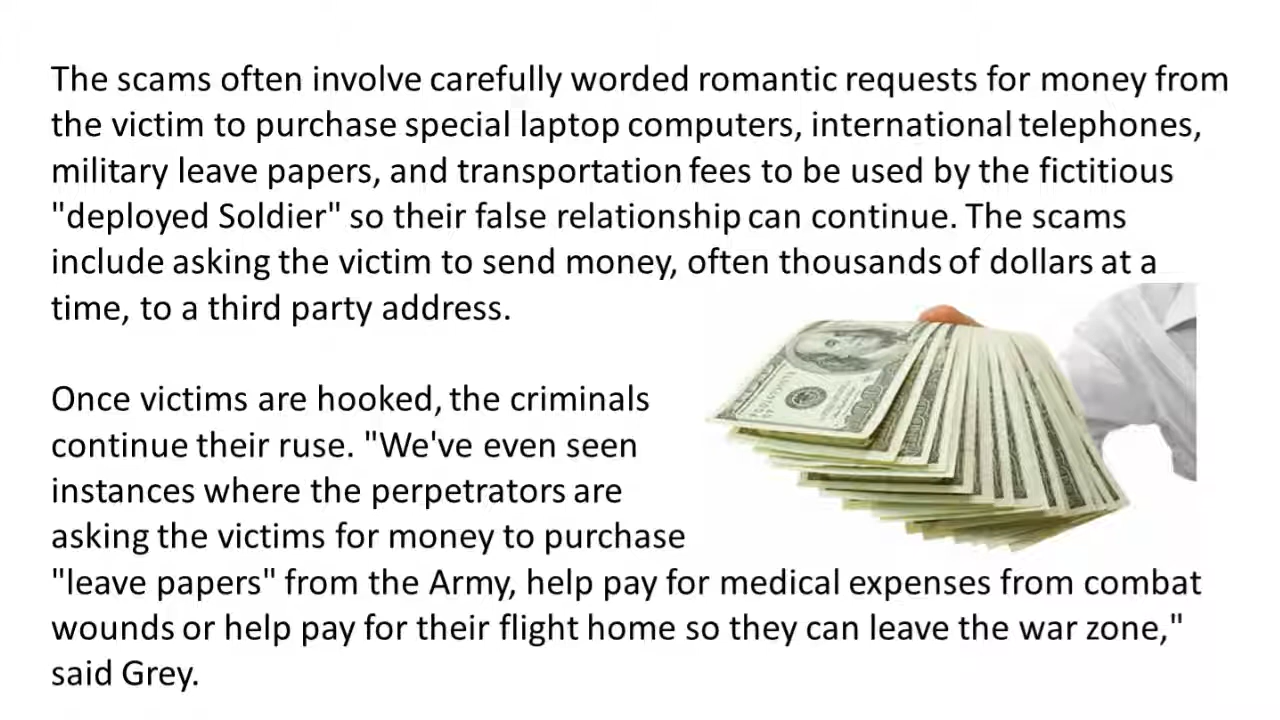 The scams often involve carefully worded romantic requests for money from
the victim to purchase special laptop computers, international telephones,
military leave papers, and transportation fees to be used by the fictitious
"deployed Soldier" so their false relationship can continue. The scams
include asking the victim to send money, often thousands of dollars at a
time, to a third party address.
Once victims are hooked, the criminals
continue their ruse. "We've even seen
instances where the perpetrators are
asking the victims for money to purchase
"leave papers" from the Army, help pay for medical expenses from combat
wounds or help pay for their flight home so they can leave the war zone,"
said Grey.